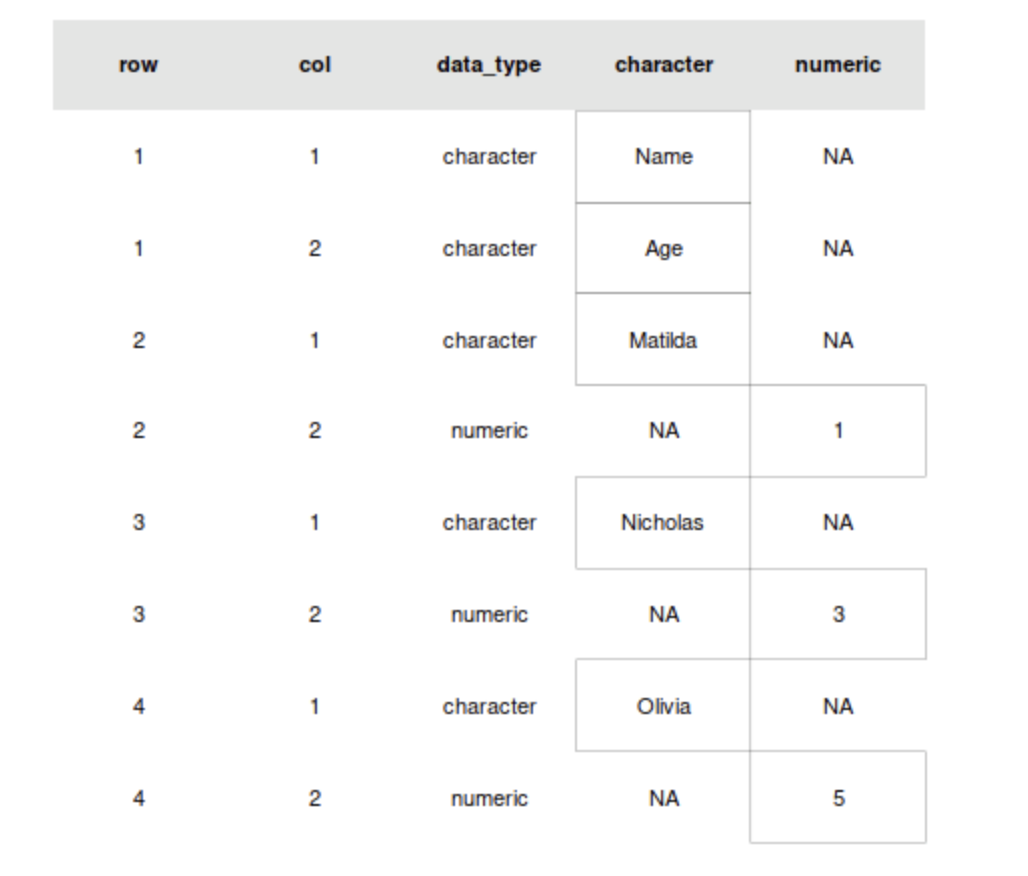 row col data_type character numeric
1 1 character Name NA
1 2 character Age NA
2 1 character Matilda NA
2 2 numeric NA 1
3 1 character Nicholas NA
3 2 numeric NA 3
4 1 character Olivia NA
4 2 numeric NA 5